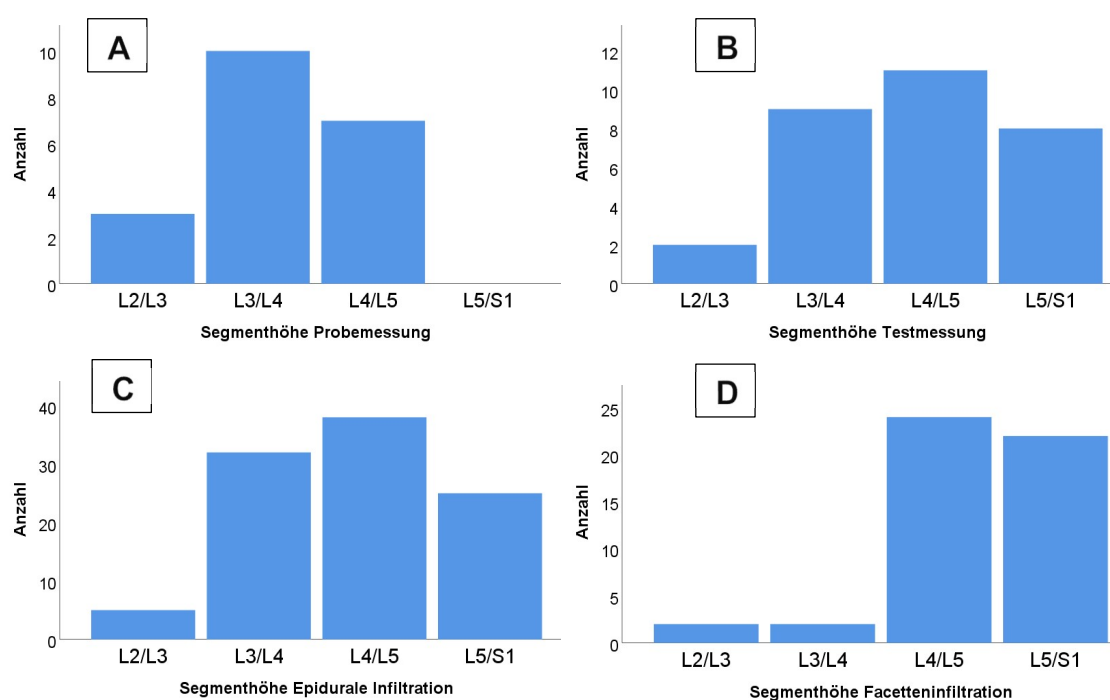 A
Anzahl
10
8
6
4
2
0
L2/L3 L3/L4 L4/L5 L5/S1
Segmenthöhe Probemessung
B
Anzahl
12
10
8
6
4
2
0
L2/L3 L3/L4 L4/L5 L5/S1
Segmenthöhe Testmessung
C
Anzahl
40
30
20
10
0
L2/L3 L3/L4 L4/L5 L5/S1
Segmenthöhe Epidurale Infiltration
D
Anzahl
25
20
15
10
5
0
L2/L3 L3/L4 L4/L5 L5/S1
Segmenthöhe Facetteninfiltration